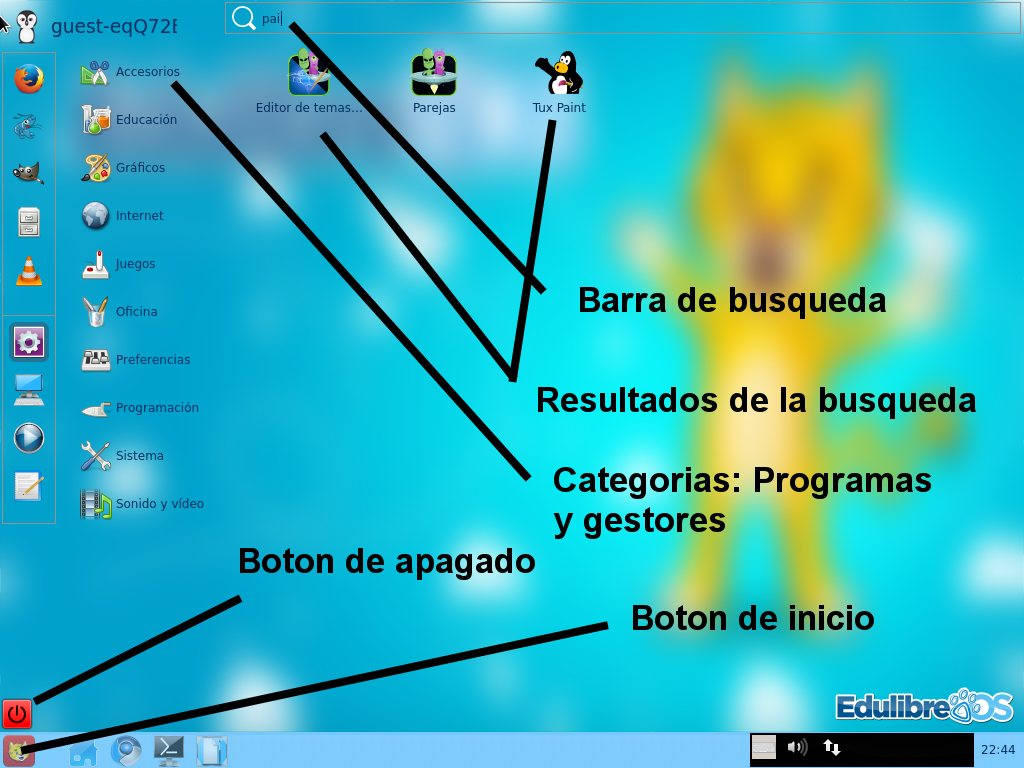 guest-eqQ72E
pai
Accesorios
Educación
Gráficos
Internet
Juegos
Oficina
Preferencias
Programación
Sistema
Sonido y vídeo
Editor de temas...
Parejas
Tux Paint
Barra de busqueda
Resultados de la busqueda
Categorias: Programas
y gestores
Boton de apagado
Boton de inicio
EdulibreOS
22:44